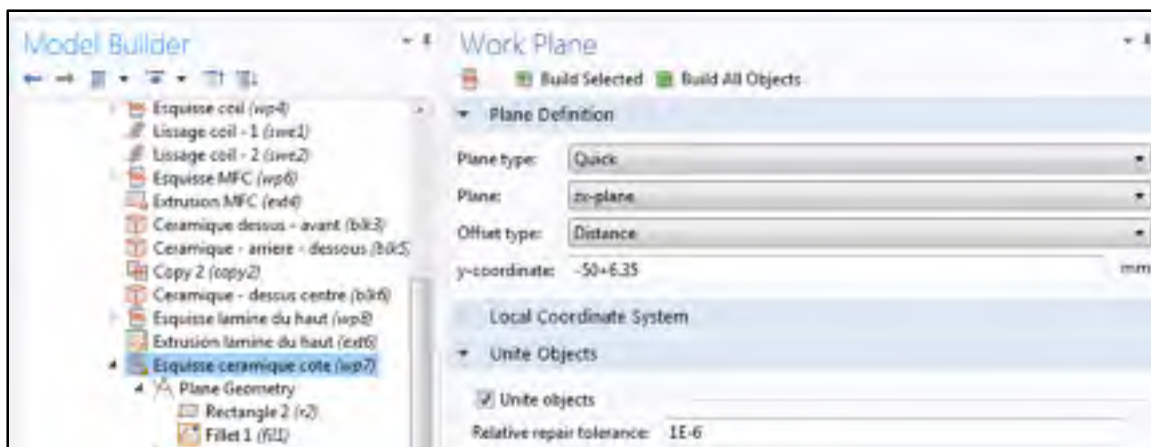 Model Builder
Esquisse coil (wp4)
Lissage coil - 1 (swe1)
Lissage coil - 2 (swe2)
Esquisse MFC (wp6)
Extrusion MFC (ext4)
Ceramique dessus - avant (blk3)
Ceramique - arriere - dessous (blk5)
Copy 2 (copy2)
Ceramique - dessus centre (blk6)
Esquisse lamine du haut (wp8)
Extrusion lamine du haut (ext6)
Esquisse ceramique cote (wp7)
Plane Geometry
Rectangle 2 (r2)
Fillet 1 (fil1)
Work Plane
Build Selected Build All Objects
Plane Definition
Plane type: Quick
Plane: zx-plane
Offset type: Distance
y-coordinate: -50+6.35 mm
Local Coordinate System
Unite Objects
Unite objects
Relative repair tolerance: 1E-6